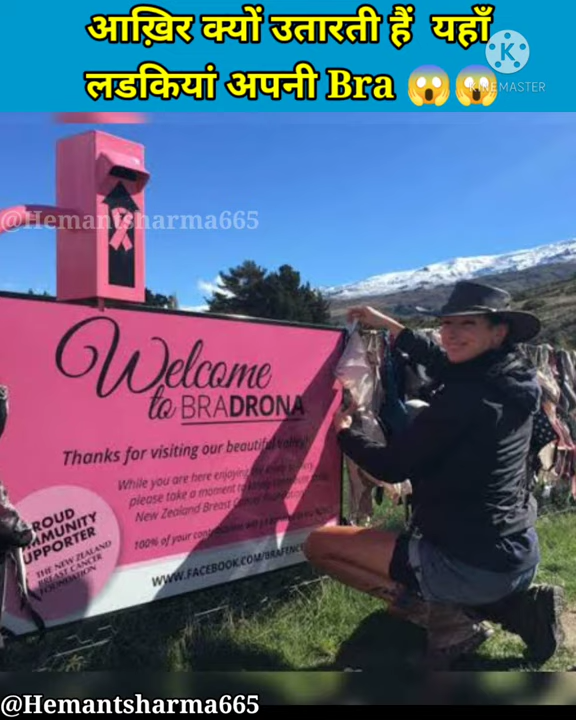 आख़िर क्यों उतारती हैं यहाँ
लडकियां अपनी Bra
KINEMASTER
@Hemantsharma665
Welcome
to BRADRONA
Thanks for visiting our beautiful valley!
While you are here enjoying
please take a moment to
New Zealand Breast Cancer Foundation
100% of your
PROUD
COMMUNITY
SUPPORTER
THE NEW ZEALAND
BREAST CANCER
FOUNDATION
WWW.FACEBOOK.COM/BRAFENCE
@Hemantsharma665